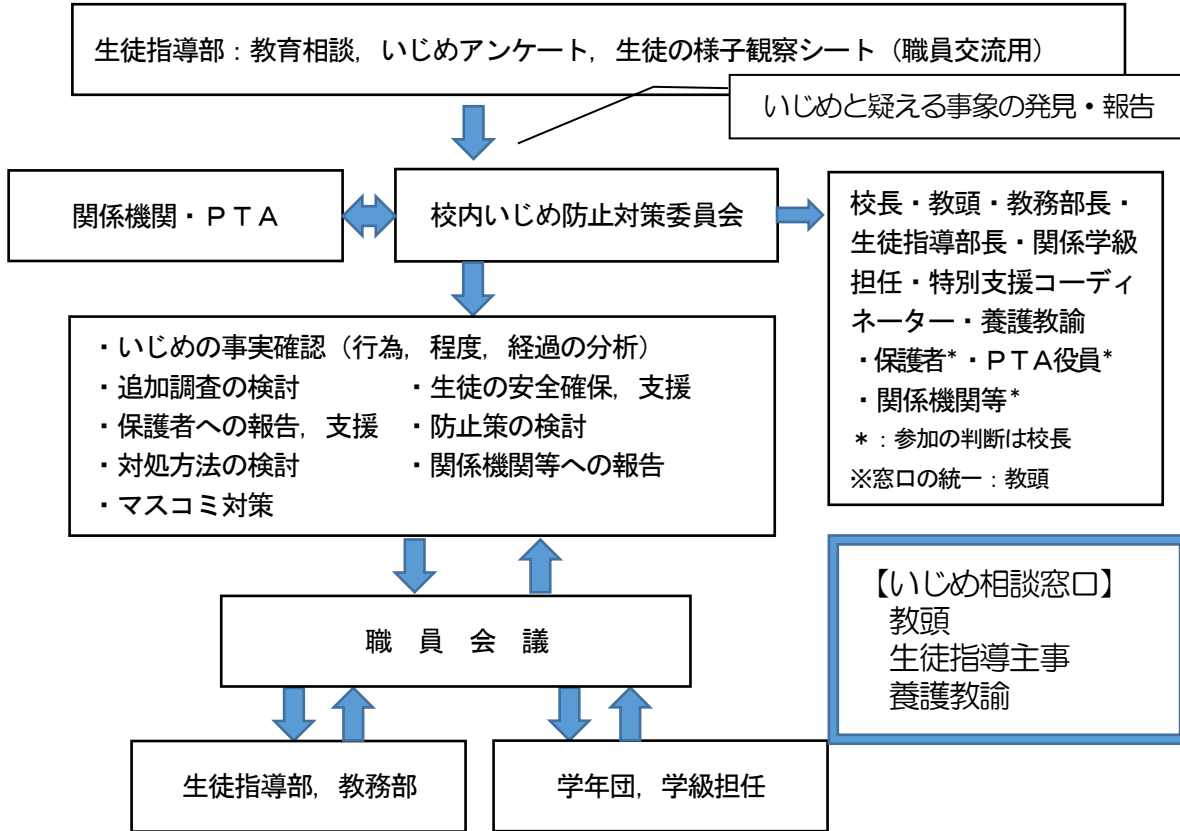 生徒指導部：教育相談，いじめアンケート，生徒の様子観察シート（職員交流用）
いじめと疑える事象の発見・報告
関係機関・ＰＴＡ
校内いじめ防止対策委員会
校長・教頭・教務部長・
生徒指導部長・関係学級
担任・特別支援コーディ
ネーター・養護教諭
・保護者*・ＰＴＡ役員*
・関係機関等*
*：参加の判断は校長
※窓口の統一：教頭
・いじめの事実確認（行為，程度，経過の分析）
・追加調査の検討　・生徒の安全確保，支援
・保護者への報告，支援　・防止策の検討
・対処方法の検討　・関係機関等への報告
・マスコミ対策
【いじめ相談窓口】
教頭
生徒指導主事
養護教諭
職　員　会　議
生徒指導部，教務部
学年団，学級担任